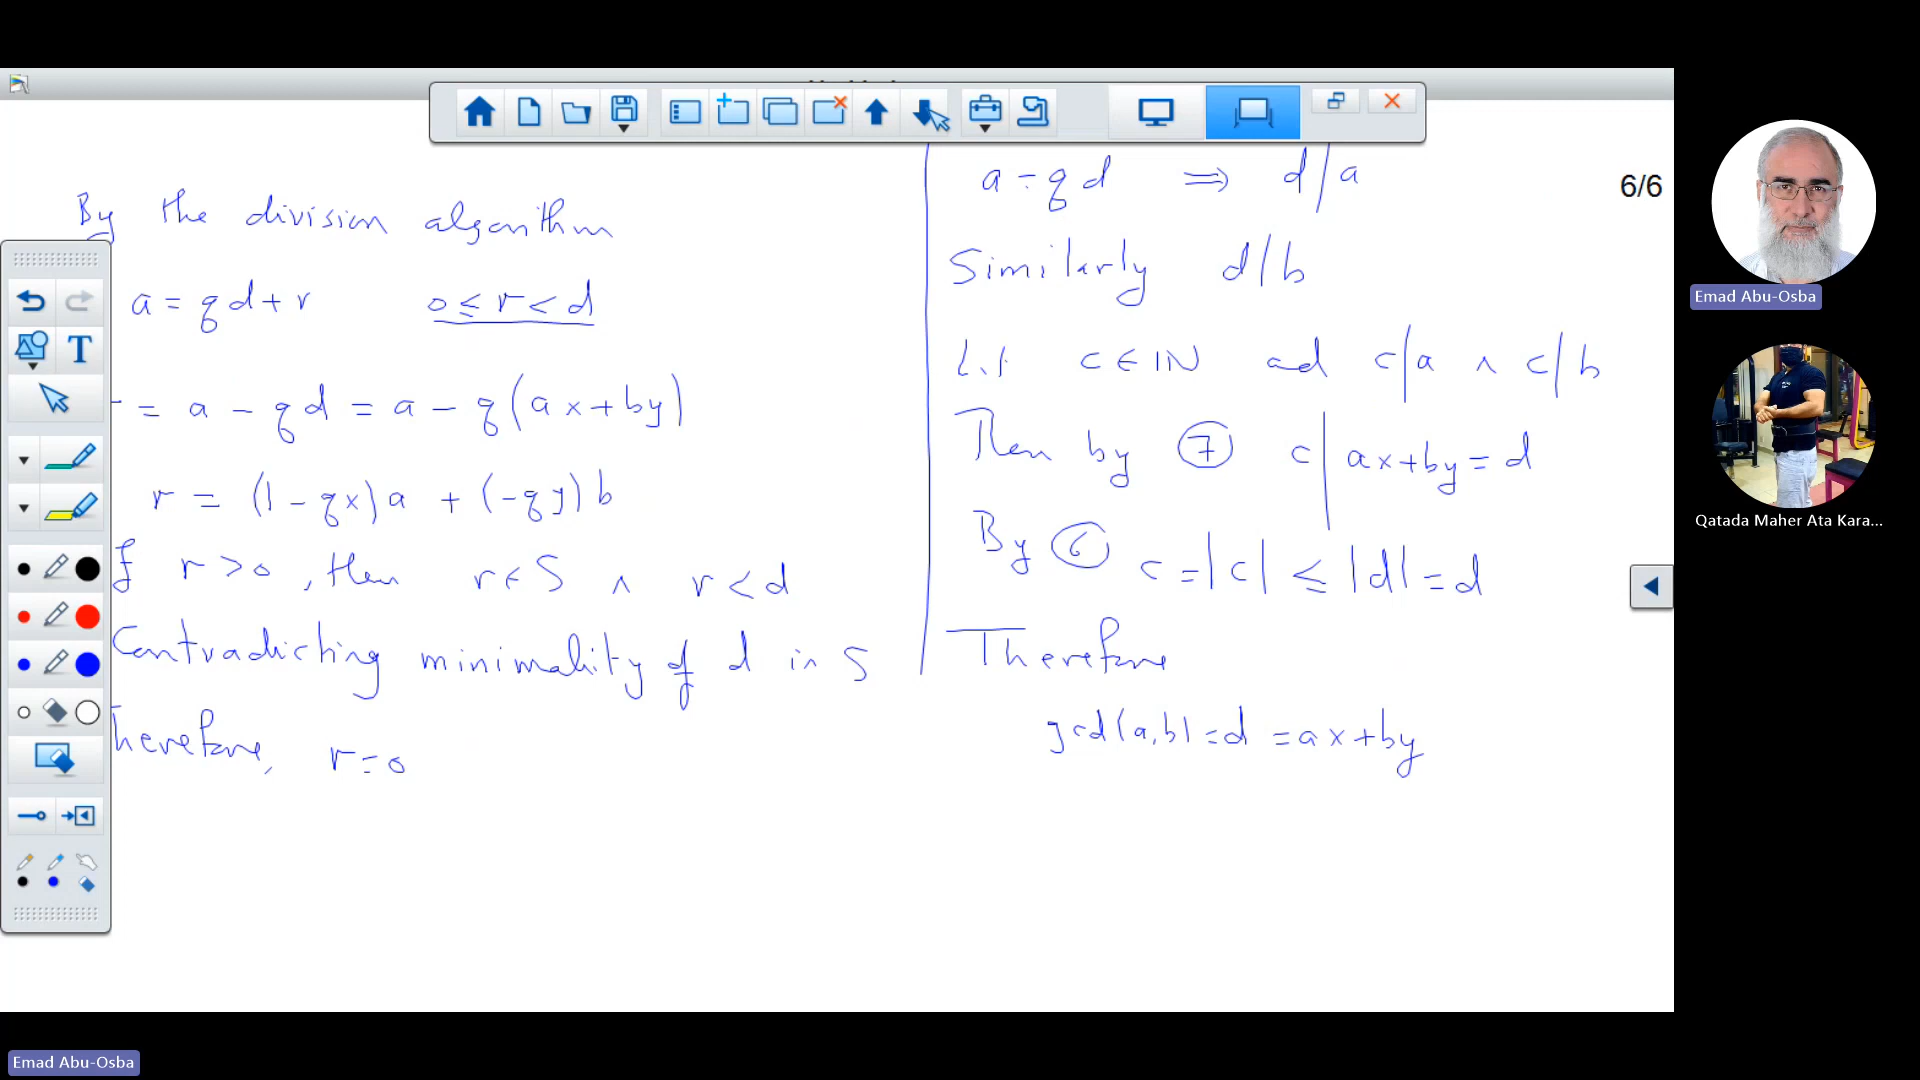 By the division algorithm
a = qd + r 0 ≤ r < d
= a - qd = a - q(ax+by)
r = (1 - qx)a + (-qy)b
f r > 0, then r ∈ S ∧ r < d
Contradicting minimality of d in S
herefore, r = 0
a = qd ⇒ d/a
Similarly d/b
Let c ∈ IN and c|a ∧ c/b
Then by ⑦ c| ax+by = d
By ⑥ c = |c| ≤ |d| = d
Therefore
gcd(a,b) = d = ax+by
6/6
T
Emad Abu-Osba
Qatada Maher Ata Kara...
Emad Abu-Osba